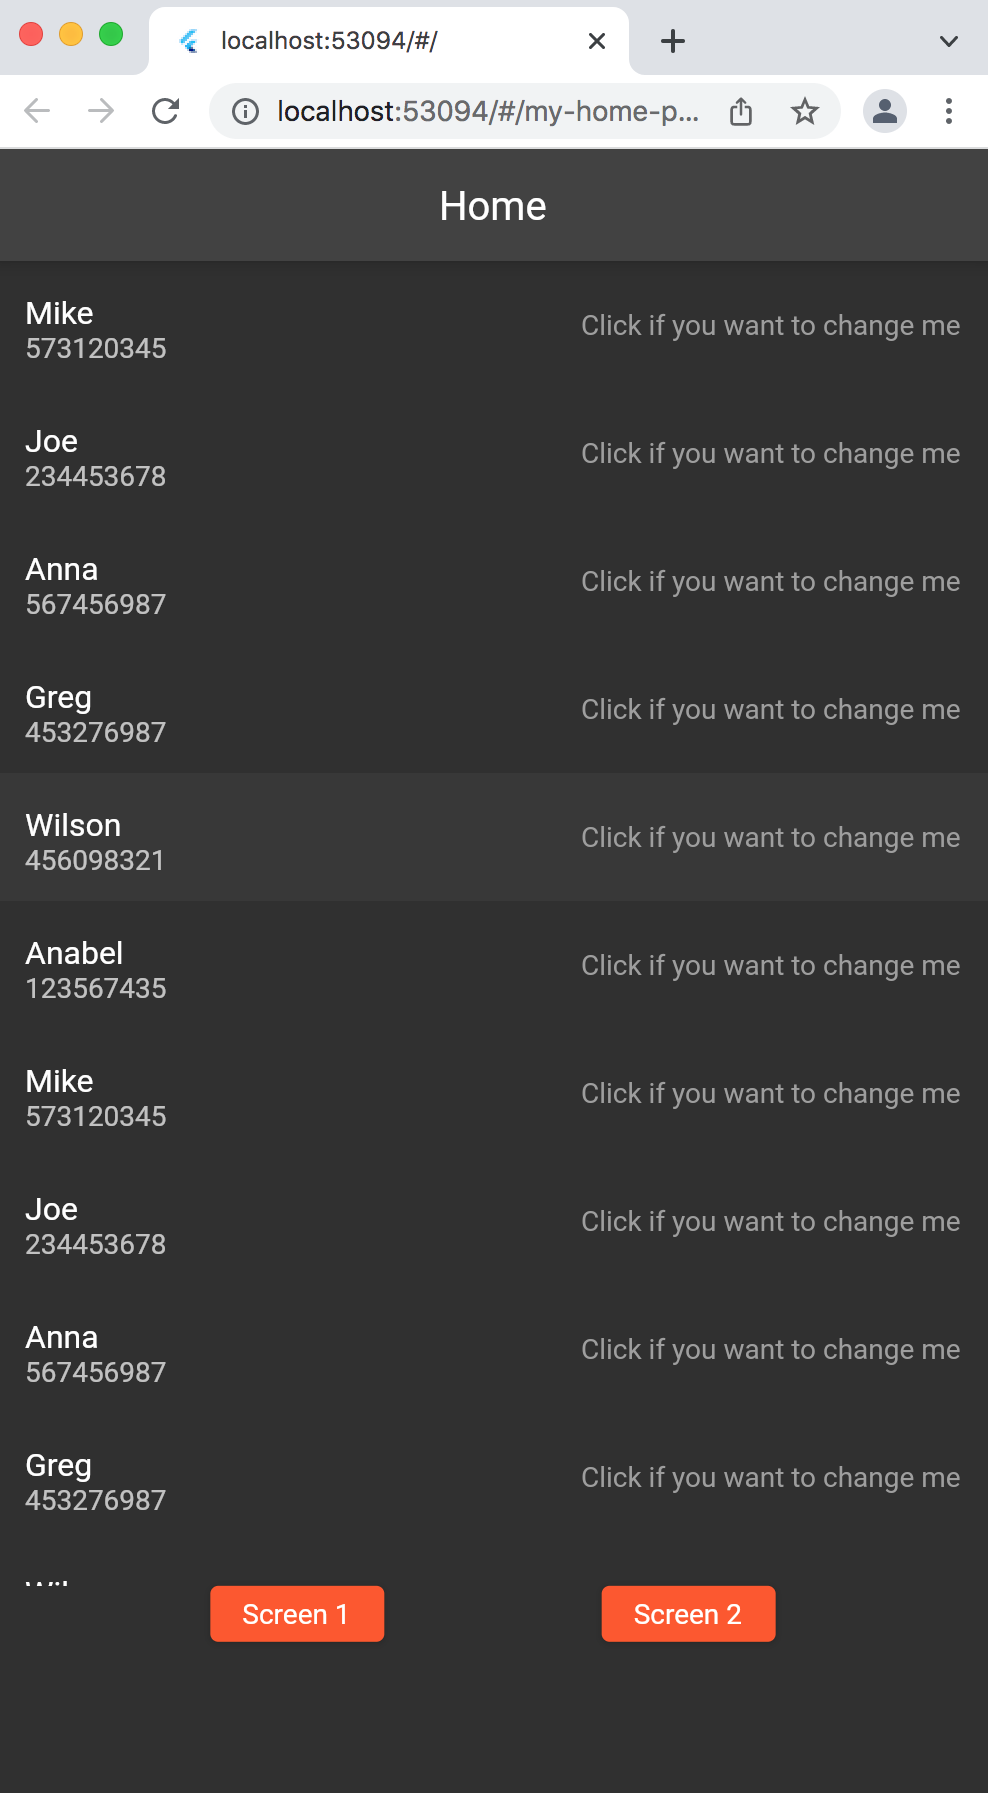 localhost:53094/#/
localhost:53094/#/my-home-p...
Home
Mike
573120345
Click if you want to change me
Joe
234453678
Click if you want to change me
Anna
567456987
Click if you want to change me
Greg
453276987
Click if you want to change me
Wilson
456098321
Click if you want to change me
Anabel
123567435
Click if you want to change me
Mike
573120345
Click if you want to change me
Joe
234453678
Click if you want to change me
Anna
567456987
Click if you want to change me
Greg
453276987
Click if you want to change me
Screen 1
Screen 2